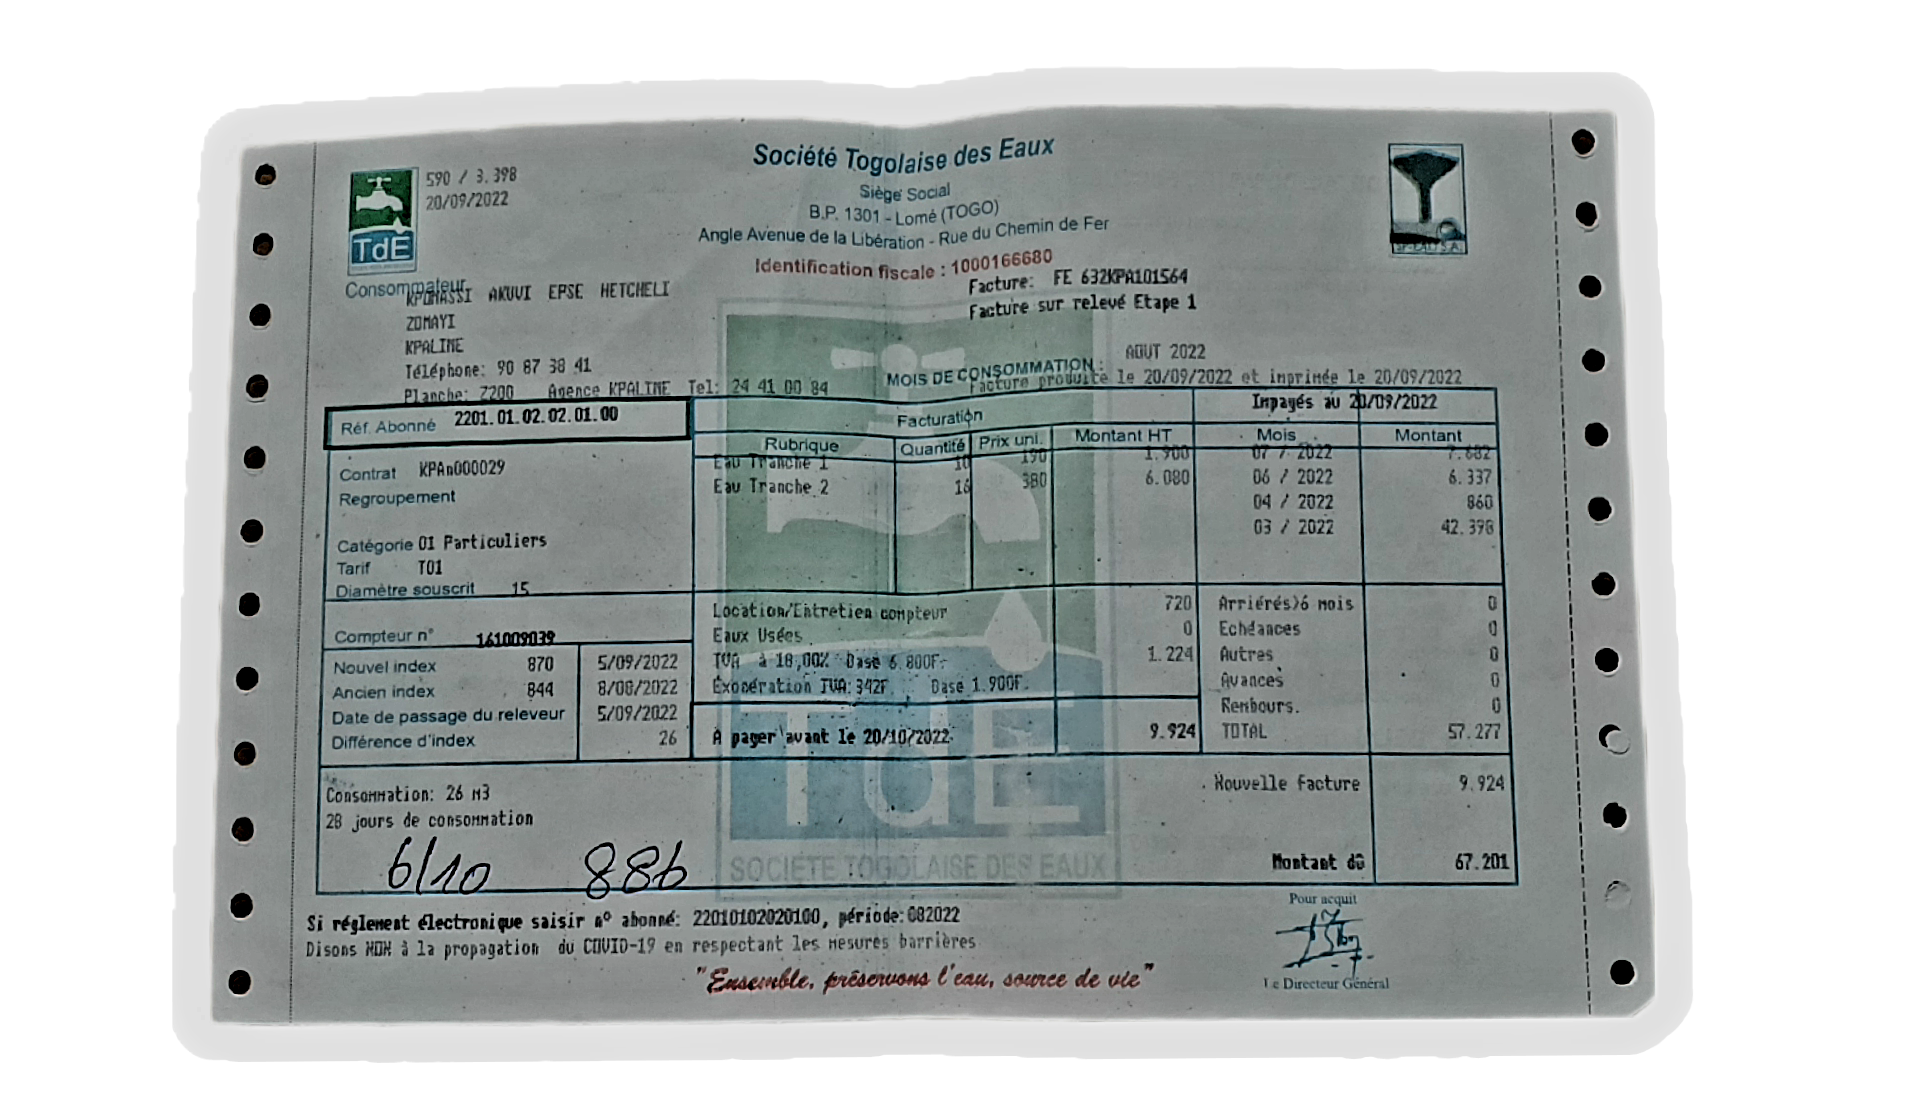 Société Togolaise des Eaux
Siège Social
B.P. 1301 - Lomé (TOGO)
Angle Avenue de la Libération - Rue du Chemin de Fer
Identification fiscale : 1000166680
TdE
590 / 3.398
20/09/2022
Facture: FE 632KPA101564
Facture sur relevé Etape 1
Consommateur
KPOMASSI AKUVI EPSE HETCHELI
ZOMAYI
KPALIME
Téléphone: 90 87 38 41
Planche: Z200 Agence KPALIME Tel: 24 41 00 84
MOIS DE CONSOMMATION : AOUT 2022
Facture produite le 20/09/2022 et imprimée le 20/09/2022
Réf. Abonné 2201.01.02.02.01.00
Contrat KPAn000029
Regroupement
Catégorie 01 Particuliers
Tarif T01
Diamètre souscrit 15
Compteur n° 161009039
Nouvel index 870 5/09/2022
Ancien index 844 8/08/2022
Date de passage du releveur 5/09/2022
Différence d'index 26
Facturation
Rubrique Quantité Prix uni. Montant HT
Eau Tranche 1 10 190 1.900
Eau Tranche 2 16 380 6.080
Location/Entretien compteur 720
Eaux Usées 0
TVA à 18,00% Base 6.800F. 1.224
Exonération TVA: 342F. Base 1.900F.
A payer avant le 20/10/2022. 9.924
Impayés au 20/09/2022
Mois Montant
07 / 2022 7.682
06 / 2022 6.337
04 / 2022 860
03 / 2022 42.398
Arriérés>6 mois 0
Echéances 0
Autres 0
Avances 0
Rembours. 0
TOTAL 57.277
Nouvelle facture 9.924
Montant dû 67.201
Consommation: 26 m3
28 jours de consommation
6/10 886
TdE
SOCIÉTÉ TOGOLAISE DES EAUX
Si réglement électronique saisir n° abonné: 22010102020100, période:082022
Disons NON à la propagation du COVID-19 en respectant les mesures barrières
"Ensemble, préservons l'eau, source de vie"
Pour acquit
Le Directeur Général